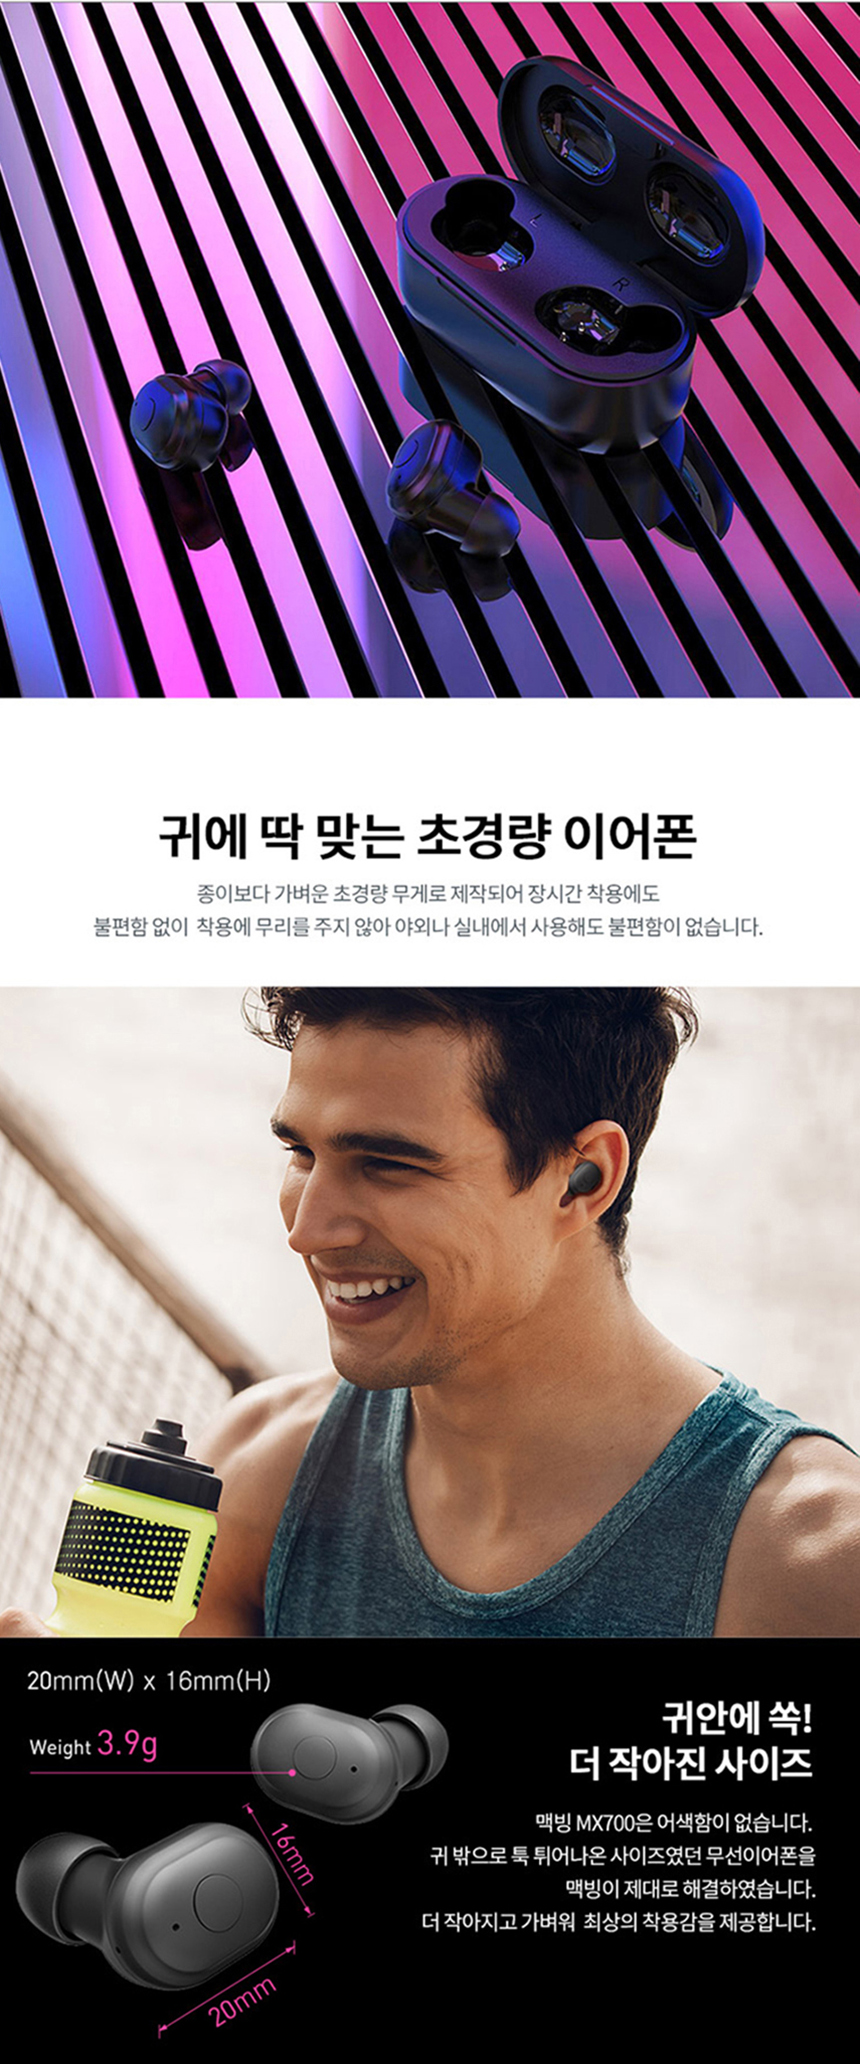 L
R
귀에 딱 맞는 초경량 이어폰
종이보다 가벼운 초경량 무게로 제작되어 장시간 착용에도
불편함 없이 착용에 무리를 주지 않아 야외나 실내에서 사용해도 불편함이 없습니다.
20mm(W) x 16mm(H)
Weight 3.9g
16mm
20mm
귀안에 쏙!
더 작아진 사이즈
맥빙 MX700은 어색함이 없습니다.
귀 밖으로 툭 튀어나온 사이즈였던 무선이어폰을
맥빙이 제대로 해결하였습니다.
더 작아지고 가벼워 최상의 착용감을 제공합니다.